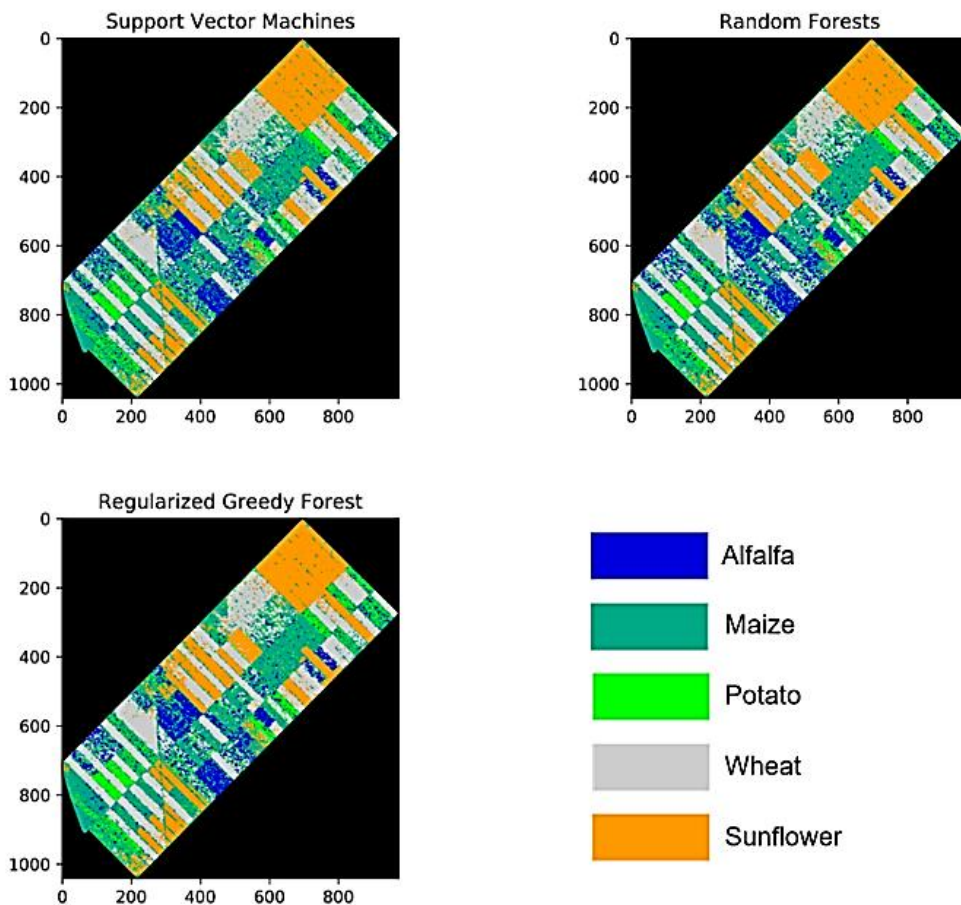 Support Vector Machines
Random Forests
0
200
400
600
800
1000
0 200 400 600 800
0
200
400
600
800
1000
0 200 400 600 800
Regularized Greedy Forest
0
200
400
600
800
1000
0 200 400 600 800
Alfalfa
Maize
Potato
Wheat
Sunflower